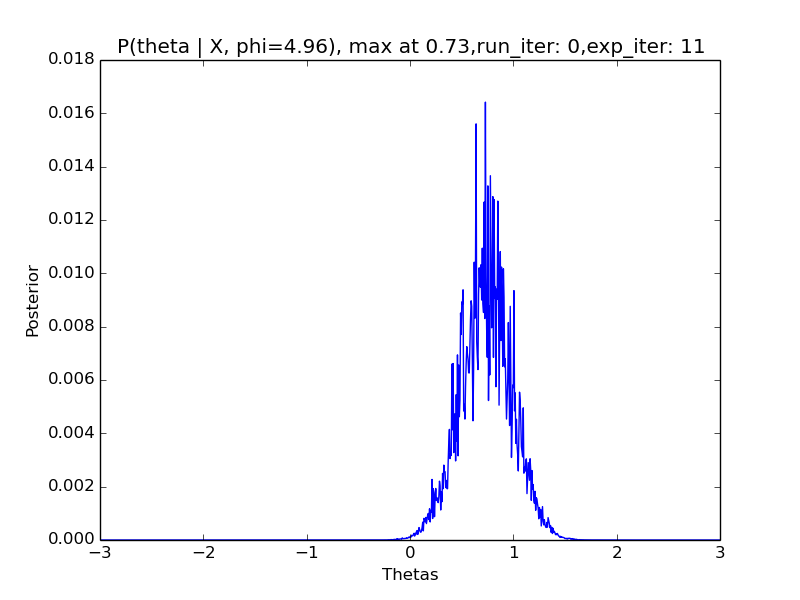 P(theta | X, phi=4.96), max at 0.73,run_iter: 0,exp_iter: 11
0.018
0.016
0.014
0.012
0.010
0.008
0.006
0.004
0.002
0.000
Posterior
−3 −2 −1 0 1 2 3
Thetas